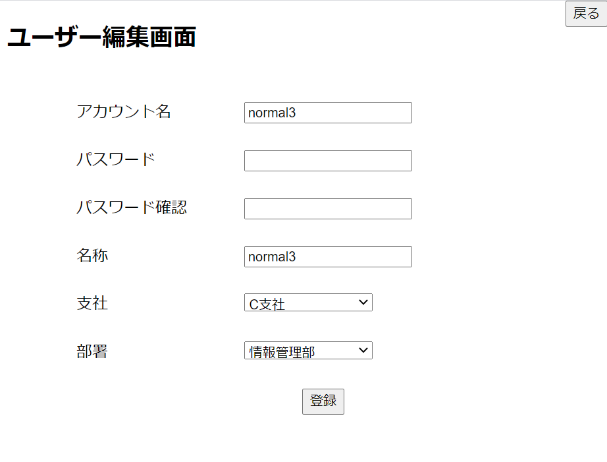 戻る
ユーザー編集画面
アカウント名 normal3
パスワード
パスワード確認
名称 normal3
支社 C支社
部署 情報管理部
登録